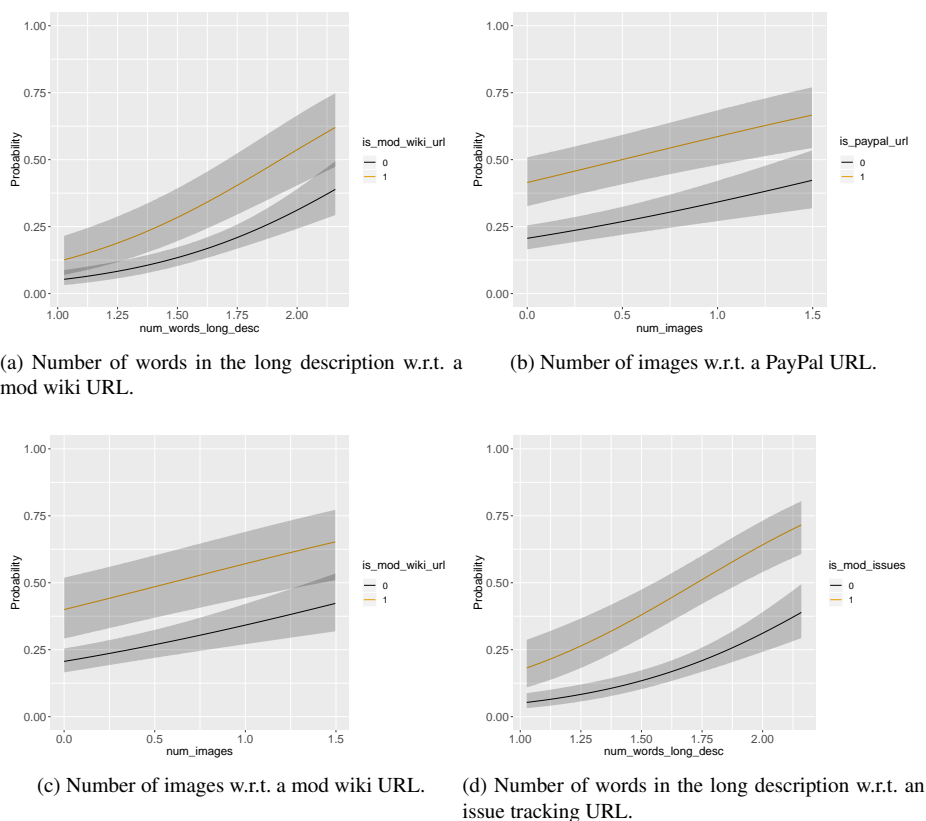 1.00
0.75
0.50
0.25
0.00
Probability
1.00 1.25 1.50 1.75 2.00
num_words_long_desc
is_mod_wiki_url
0
1
(a) Number of words in the long description w.r.t. a
mod wiki URL.
1.00
0.75
0.50
0.25
0.00
Probability
0.0 0.5 1.0 1.5
num_images
is_paypal_url
0
1
(b) Number of images w.r.t. a PayPal URL.
1.00
0.75
0.50
0.25
0.00
Probability
0.0 0.5 1.0 1.5
num_images
is_mod_wiki_url
0
1
(c) Number of images w.r.t. a mod wiki URL.
1.00
0.75
0.50
0.25
0.00
Probability
1.00 1.25 1.50 1.75 2.00
num_words_long_desc
is_mod_issues
0
1
(d) Number of words in the long description w.r.t. an
issue tracking URL.